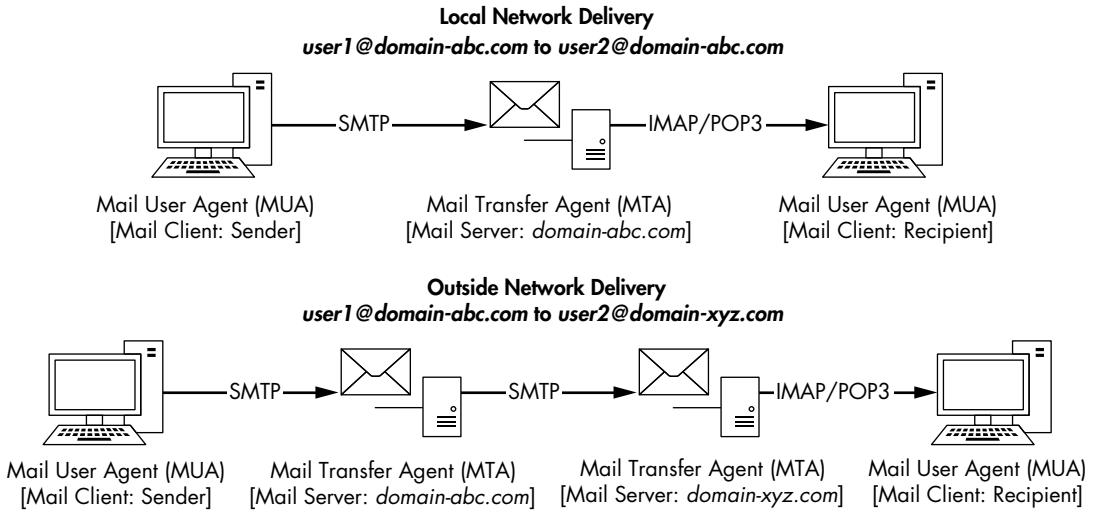 Local Network Delivery
user1@domain-abc.com to user2@domain-abc.com
SMTP
IMAP/POP3
Mail User Agent (MUA)
[Mail Client: Sender]
Mail Transfer Agent (MTA)
[Mail Server: domain-abc.com]
Mail User Agent (MUA)
[Mail Client: Recipient]
Outside Network Delivery
user1@domain-abc.com to user2@domain-xyz.com
SMTP
SMTP
IMAP/POP3
Mail User Agent (MUA)
[Mail Client: Sender]
Mail Transfer Agent (MTA)
[Mail Server: domain-abc.com]
Mail Transfer Agent (MTA)
[Mail Server: domain-xyz.com]
Mail User Agent (MUA)
[Mail Client: Recipient]